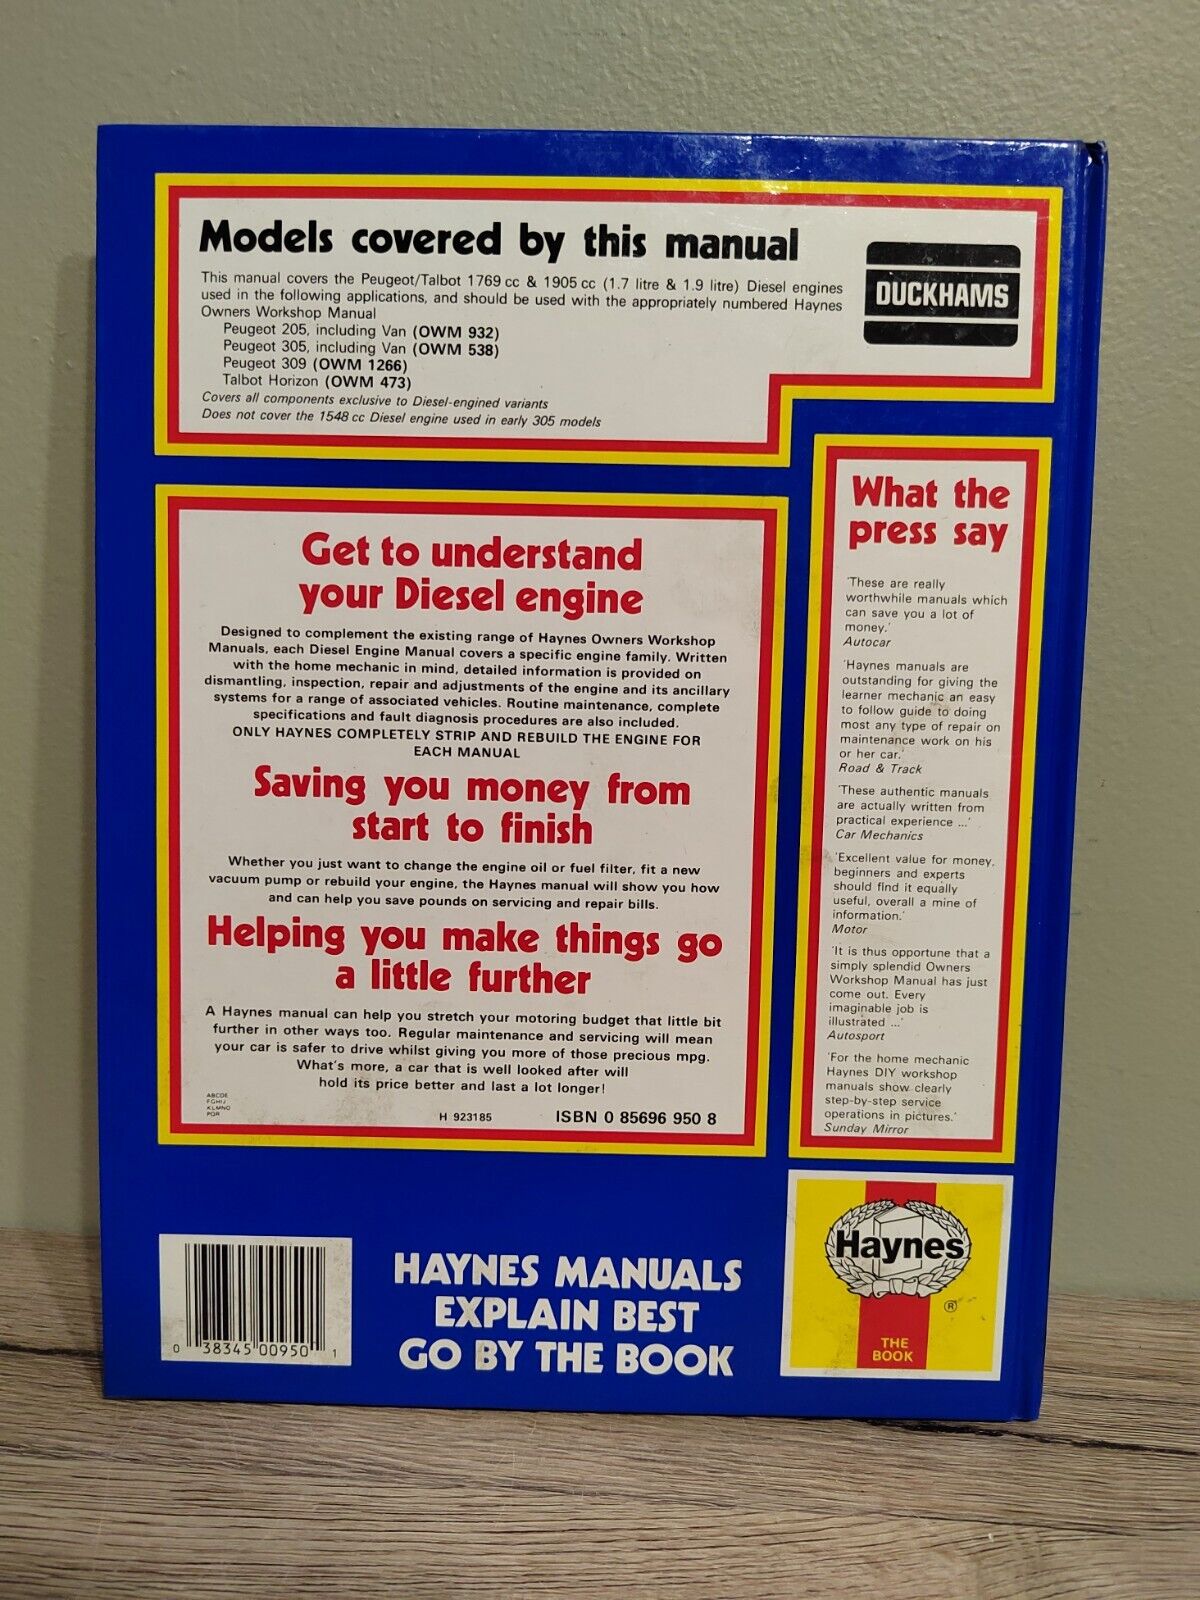 Models covered by this manual
This manual covers the Peugeot/Talbot 1769 cc & 1905 cc (1.7 litre & 1.9 litre) Diesel engines
used in the following applications, and should be used with the appropriately numbered Haynes
Owners Workshop Manual
Peugeot 205, including Van (OWM 932)
Peugeot 305, including Van (OWM 538)
Peugeot 309 (OWM 1266)
Talbot Horizon (OWM 473)
Covers all components exclusive to Diesel-engined variants
Does not cover the 1548 cc Diesel engine used in early 305 models
DUCKHAMS
Get to understand
your Diesel engine
Designed to complement the existing range of Haynes Owners Workshop
Manuals, each Diesel Engine Manual covers a specific engine family. Written
with the home mechanic in mind, detailed information is provided on
dismantling, inspection, repair and adjustments of the engine and its ancillary
systems for a range of associated vehicles. Routine maintenance, complete
specifications and fault diagnosis procedures are also included.
ONLY HAYNES COMPLETELY STRIP AND REBUILD THE ENGINE FOR
EACH MANUAL
Saving you money from
start to finish
Whether you just want to change the engine oil or fuel filter, fit a new
vacuum pump or rebuild your engine, the Haynes manual will show you how
and can help you save pounds on servicing and repair bills.
Helping you make things go
a little further
A Haynes manual can help you stretch your motoring budget that little bit
further in other ways too. Regular maintenance and servicing will mean
your car is safer to drive whilst giving you more of those precious mpg.
What's more, a car that is well looked after will
hold its price better and last a lot longer!
ABCDE
FGHIJ
KLMNO
PQR
H 923185
ISBN 0 85696 950 8
What the
press say
'These are really
worthwhile manuals which
can save you a lot of
money.'
Autocar
'Haynes manuals are
outstanding for giving the
learner mechanic an easy
to follow guide to doing
most any type of repair on
maintenance work on his
or her car.'
Road & Track
'These authentic manuals
are actually written from
practical experience ...'
Car Mechanics
'Excellent value for money,
beginners and experts
should find it equally
useful, overall a mine of
information.'
Motor
'It is thus opportune that a
simply splendid Owners
Workshop Manual has just
come out. Every
imaginable job is
illustrated ...'
Autosport
'For the home mechanic
Haynes DIY workshop
manuals show clearly
step-by-step service
operations in pictures.'
Sunday Mirror
0 38345 00950 1
HAYNES MANUALS
EXPLAIN BEST
GO BY THE BOOK
Haynes
®
THE
BOOK